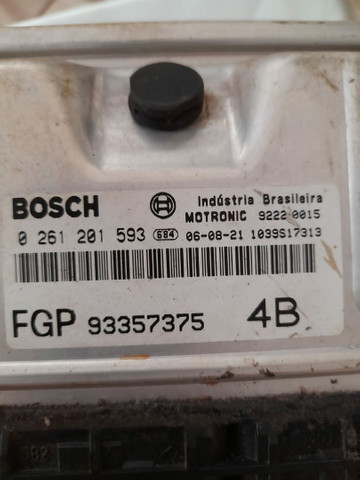 BOSCH
Indústria Brasileira
MOTRONIC 9222 0015
0 261 201 593 684 06-08-21 1039S17313
FGP 93357375 4B